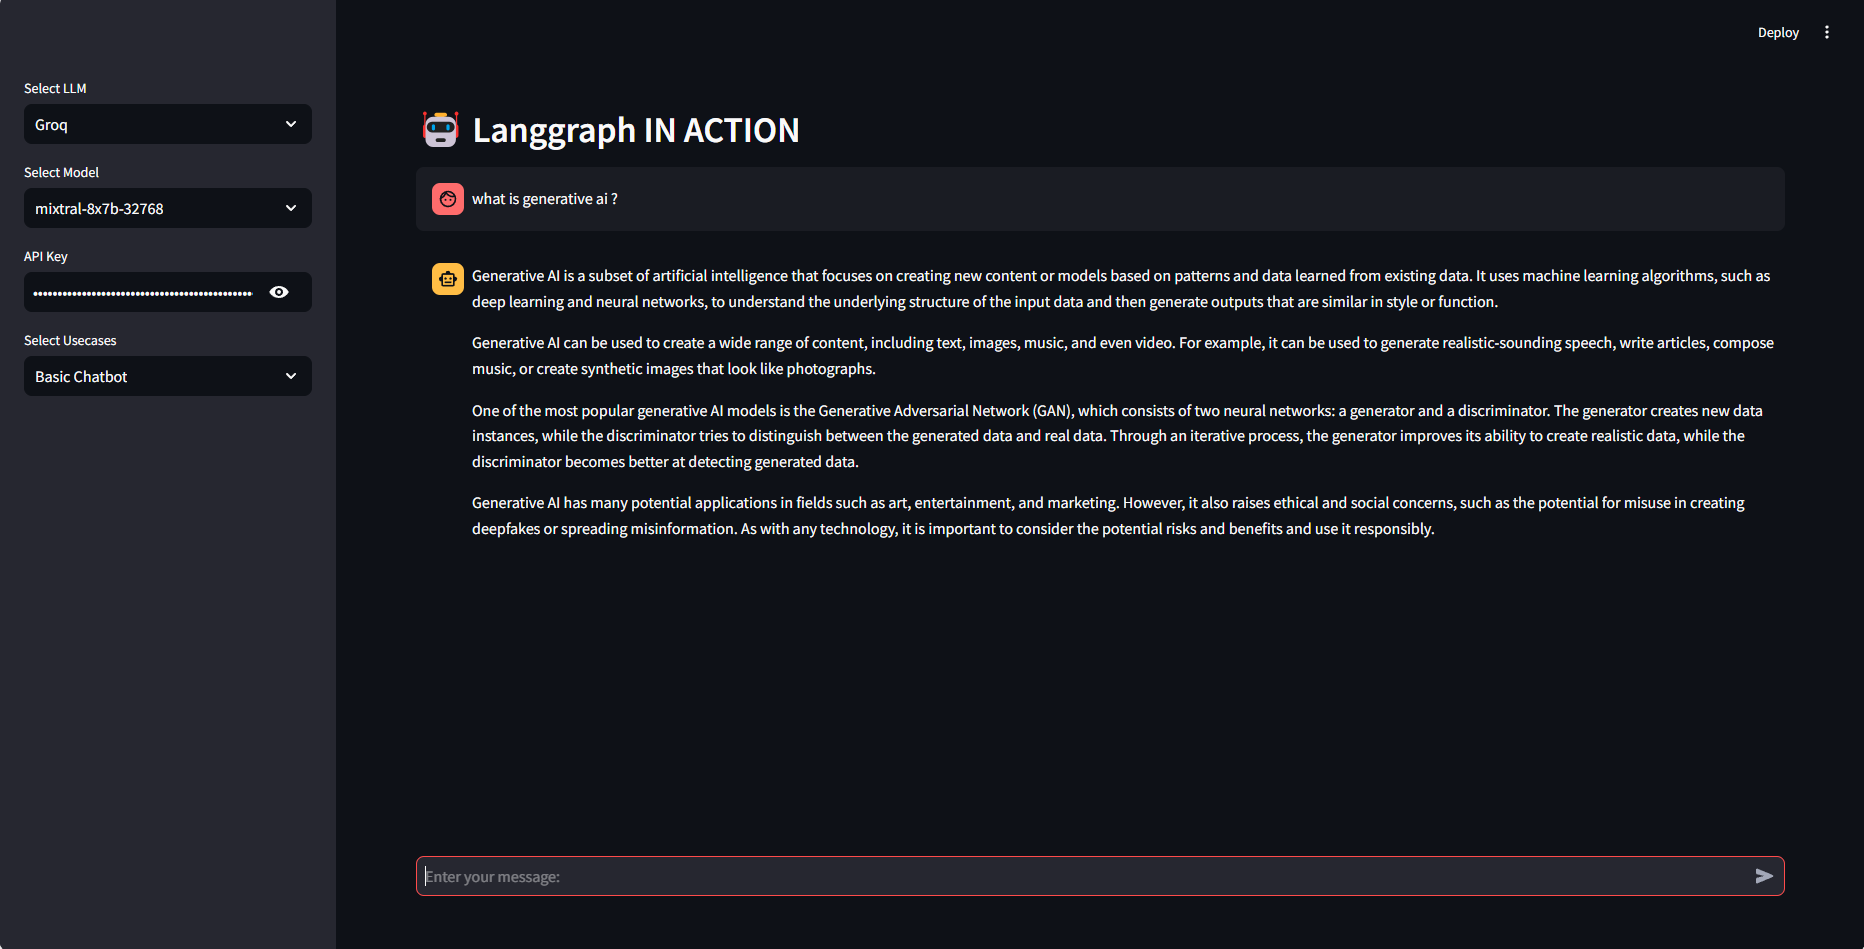 Deploy
Select LLM
Groq
Select Model
mixtral-8x7b-32768
API Key
Select Usecases
Basic Chatbot
Langgraph IN ACTION
what is generative ai ?
Generative AI is a subset of artificial intelligence that focuses on creating new content or models based on patterns and data learned from existing data. It uses machine learning algorithms, such as
deep learning and neural networks, to understand the underlying structure of the input data and then generate outputs that are similar in style or function.
Generative AI can be used to create a wide range of content, including text, images, music, and even video. For example, it can be used to generate realistic-sounding speech, write articles, compose
music, or create synthetic images that look like photographs.
One of the most popular generative AI models is the Generative Adversarial Network (GAN), which consists of two neural networks: a generator and a discriminator. The generator creates new data
instances, while the discriminator tries to distinguish between the generated data and real data. Through an iterative process, the generator improves its ability to create realistic data, while the
discriminator becomes better at detecting generated data.
Generative AI has many potential applications in fields such as art, entertainment, and marketing. However, it also raises ethical and social concerns, such as the potential for misuse in creating
deepfakes or spreading misinformation. As with any technology, it is important to consider the potential risks and benefits and use it responsibly.
Enter your message: